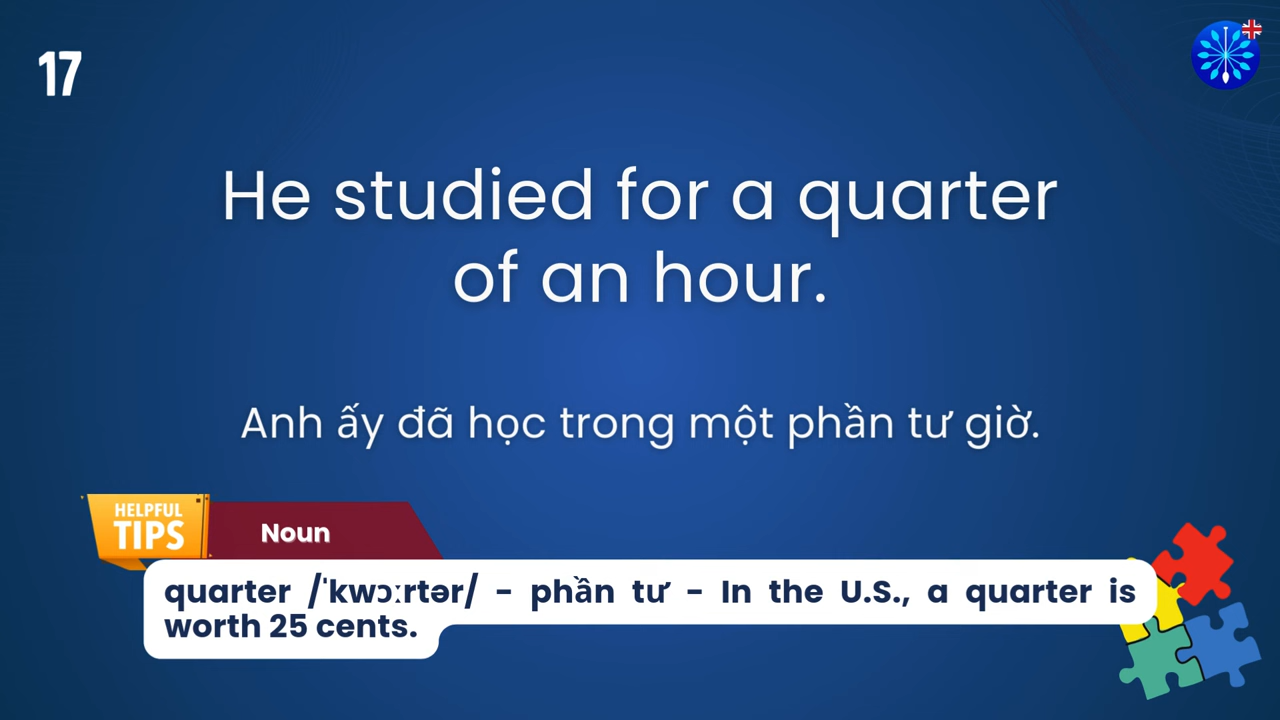 17
He studied for a quarter
of an hour.
Anh ấy đã học trong một phần tư giờ.
HELPFUL
TIPS
Noun
quarter /ˈkwɔːrtər/ - phần tư - In the U.S., a quarter is
worth 25 cents.